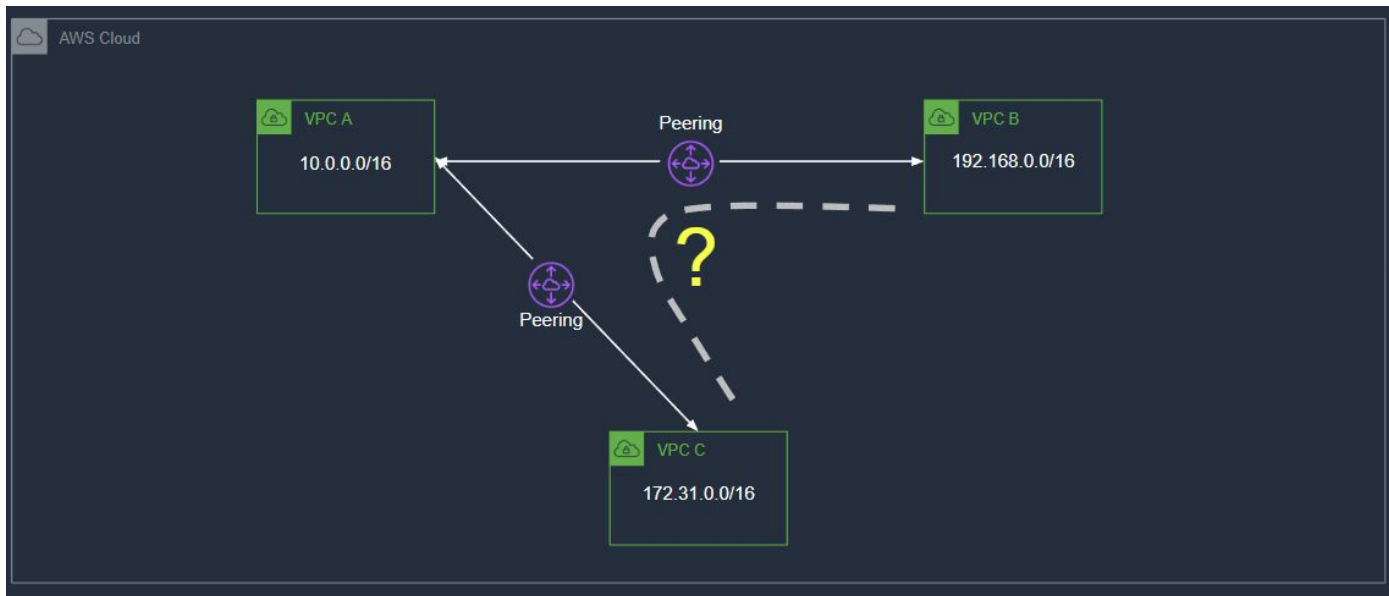 AWS Cloud
VPC A
10.0.0.0/16
Peering
VPC B
192.168.0.0/16
?
Peering
VPC C
172.31.0.0/16